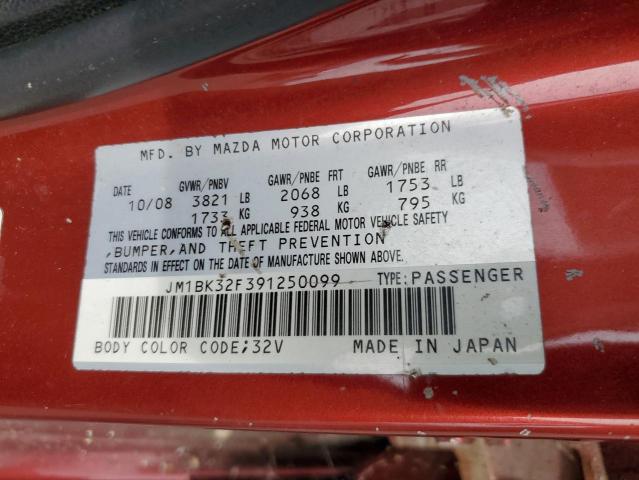 MFD. BY MAZDA MOTOR CORPORATION
DATE GVWR/PNBV GAWR/PNBE FRT GAWR/PNBE RR
10/08 3821 LB 2068 LB 1753 LB
1733 KG 938 KG 795 KG
THIS VEHICLE CONFORMS TO ALL APPLICABLE FEDERAL MOTOR VEHICLE SAFETY
,BUMPER,AND THEFT PREVENTION
STANDARDS IN EFFECT ON THE DATE OF MANUFACTURE SHOWN ABOVE.
JM1BK32F391250099 TYPE:PASSENGER
BODY COLOR CODE;32V MADE IN JAPAN